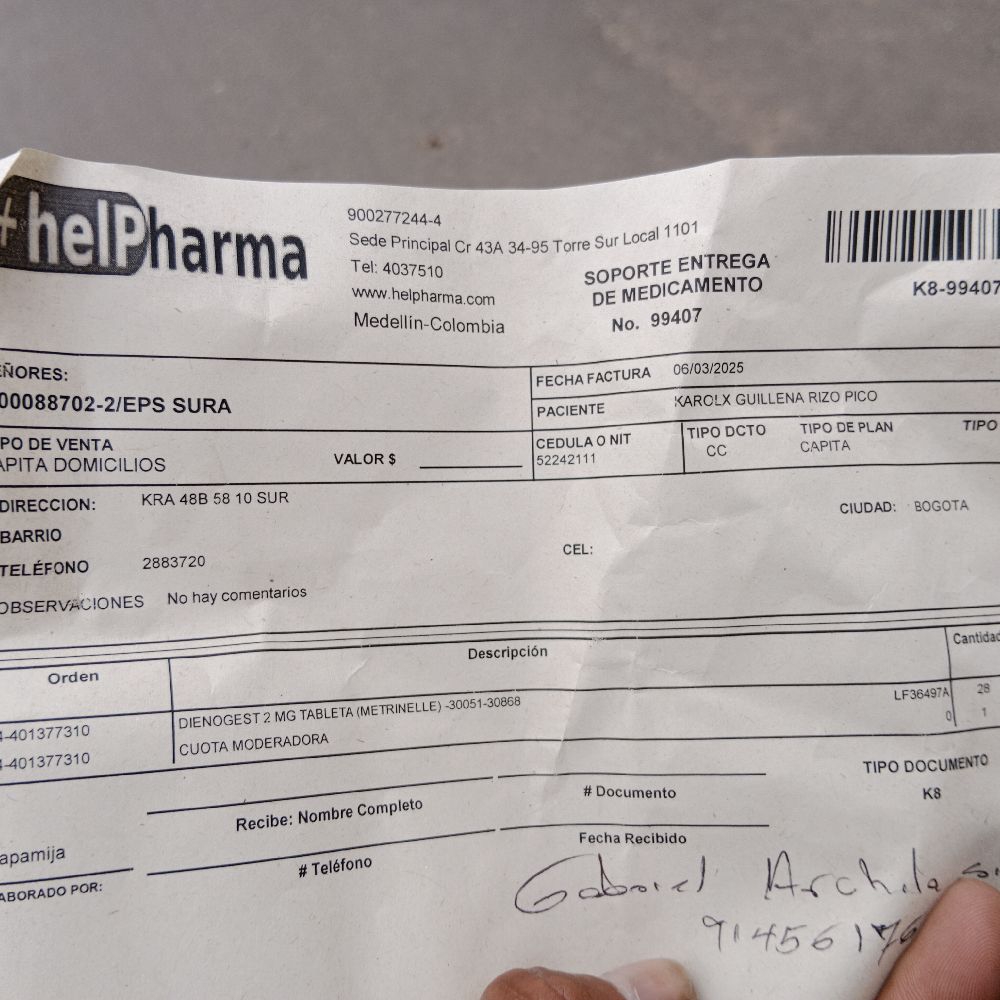 +helPharma
900277244-4
Sede Principal Cr 43A 34-95 Torre Sur Local 1101
Tel: 4037510
www.helpharma.com
Medellín-Colombia
SOPORTE ENTREGA
DE MEDICAMENTO
No. 99407
K8-99407
EÑORES:
00088702-2/EPS SURA
FECHA FACTURA 06/03/2025
PACIENTE KAROLX GUILLENA RIZO PICO
PO DE VENTA
APITA DOMICILIOS
VALOR $
CEDULA O NIT
52242111
TIPO DCTO
CC
TIPO DE PLAN
CAPITA
TIPO
DIRECCION: KRA 48B 58 10 SUR
CIUDAD: BOGOTA
BARRIO
CEL:
TELÉFONO 2883720
OBSERVACIONES No hay comentarios
Orden Descripción Cantidad
-401377310 DIENOGEST 2 MG TABLETA (METRINELLE) -30051-30868 LF36497A 28
-401377310 CUOTA MODERADORA 0 1
TIPO DOCUMENTO
K8
Recibe: Nombre Completo
# Documento
apamija
ABORADO POR:
# Teléfono
Fecha Recibido
Gabriel Archila
91456176